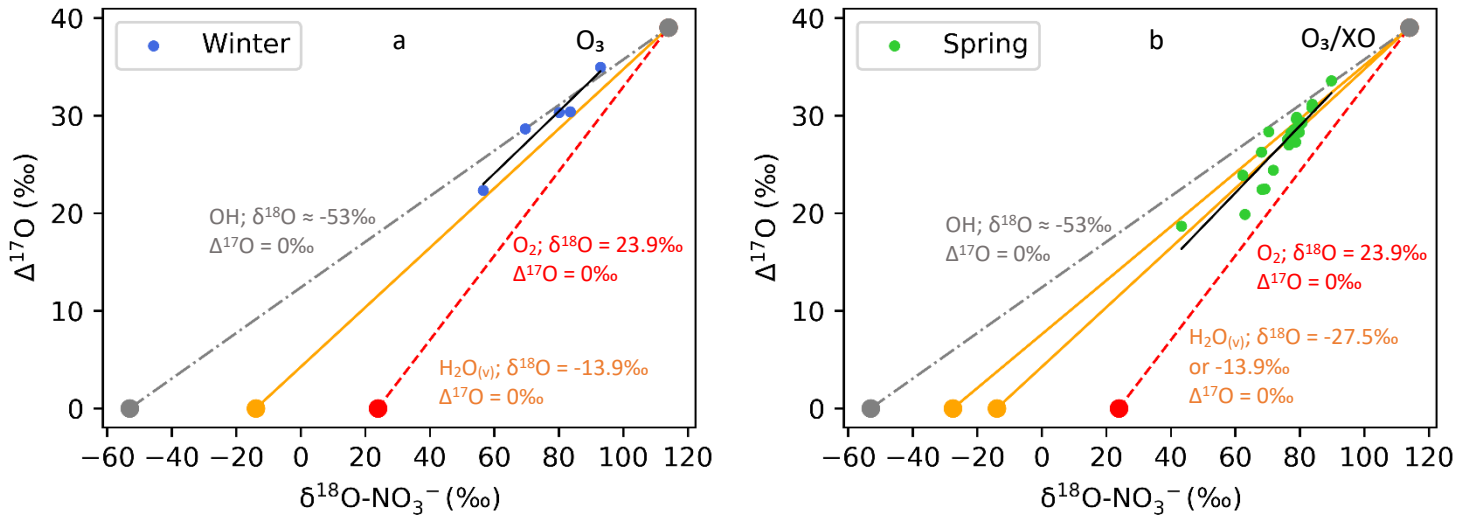 Winter
a
O₃
OH; δ¹⁸O ≈ -53‰
Δ¹⁷O = 0‰
O₂; δ¹⁸O = 23.9‰
Δ¹⁷O = 0‰
H₂O₍ᵥ₎; δ¹⁸O = -13.9‰
Δ¹⁷O = 0‰
Δ¹⁷O (‰)
40
30
20
10
0
−60 −40 −20 0 20 40 60 80 100 120
δ¹⁸O-NO₃⁻ (‰)
Spring
b
O₃/XO
OH; δ¹⁸O ≈ -53‰
Δ¹⁷O = 0‰
O₂; δ¹⁸O = 23.9‰
Δ¹⁷O = 0‰
H₂O₍ᵥ₎; δ¹⁸O = -27.5‰
or -13.9‰
Δ¹⁷O = 0‰
Δ¹⁷O (‰)
40
30
20
10
0
−60 −40 −20 0 20 40 60 80 100 120
δ¹⁸O-NO₃⁻ (‰)